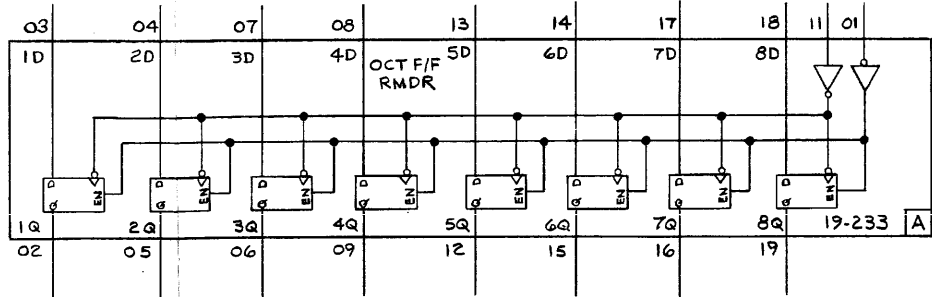 03 04 07 08 13 14 17 18 11 01
1D 2D 3D 4D 5D 6D 7D 8D
OCT F/F
RMDR
D D D D D D D D
EN EN EN EN EN EN EN EN
Q Q Q Q Q Q Q Q
1Q 2Q 3Q 4Q 5Q 6Q 7Q 8Q 19-233 A
02 05 06 09 12 15 16 19